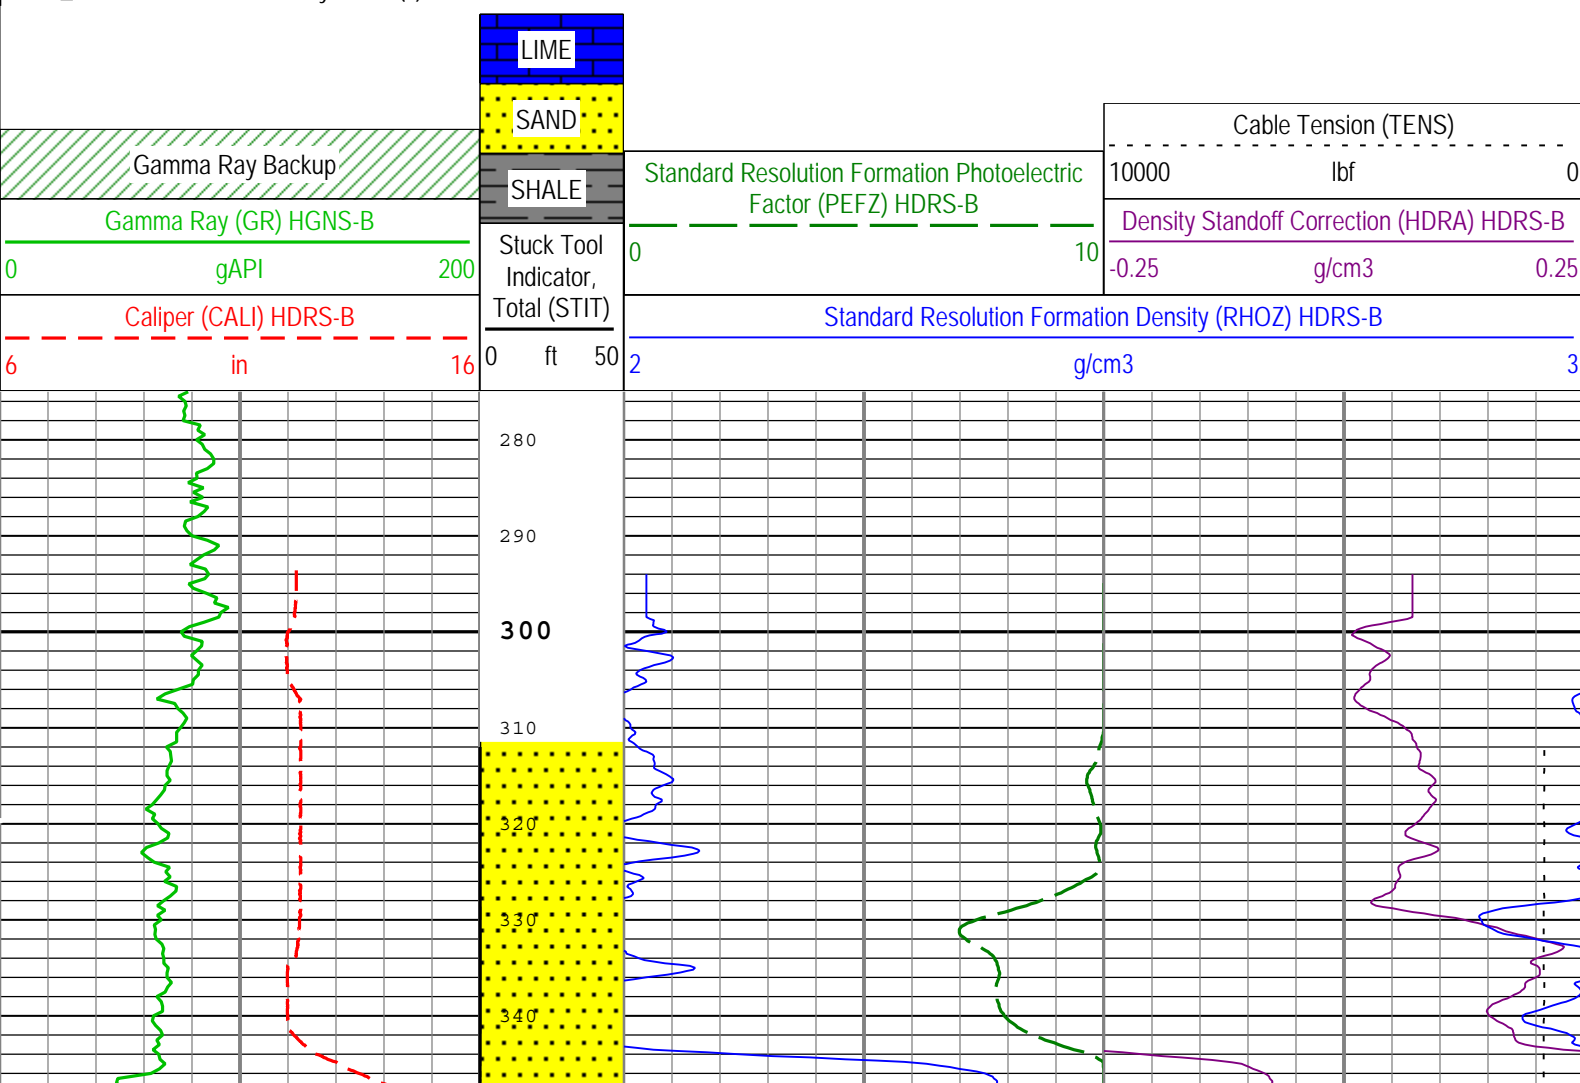 LIME
SAND
SHALE
Gamma Ray Backup
Gamma Ray (GR) HGNS-B
0 gAPI 200
Caliper (CALI) HDRS-B
6 in 16
Stuck Tool
Indicator,
Total (STIT)
0 ft 50
Standard Resolution Formation Photoelectric
Factor (PEFZ) HDRS-B
0 10
Cable Tension (TENS)
10000 lbf 0
Density Standoff Correction (HDRA) HDRS-B
-0.25 g/cm3 0.25
Standard Resolution Formation Density (RHOZ) HDRS-B
2 g/cm3 3
280
290
300
310
320
330
340